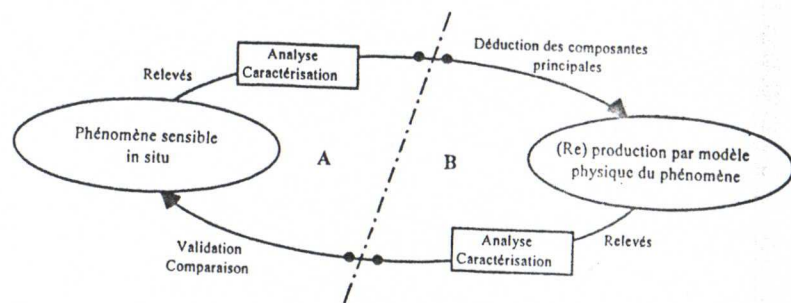 Relevés
Analyse
Caractérisation
Déduction des composantes
principales
Phénomène sensible
in situ
A
B
(Re) production par modèle
physique du phénomène
Validation
Comparaison
Analyse
Caractérisation
Relevés